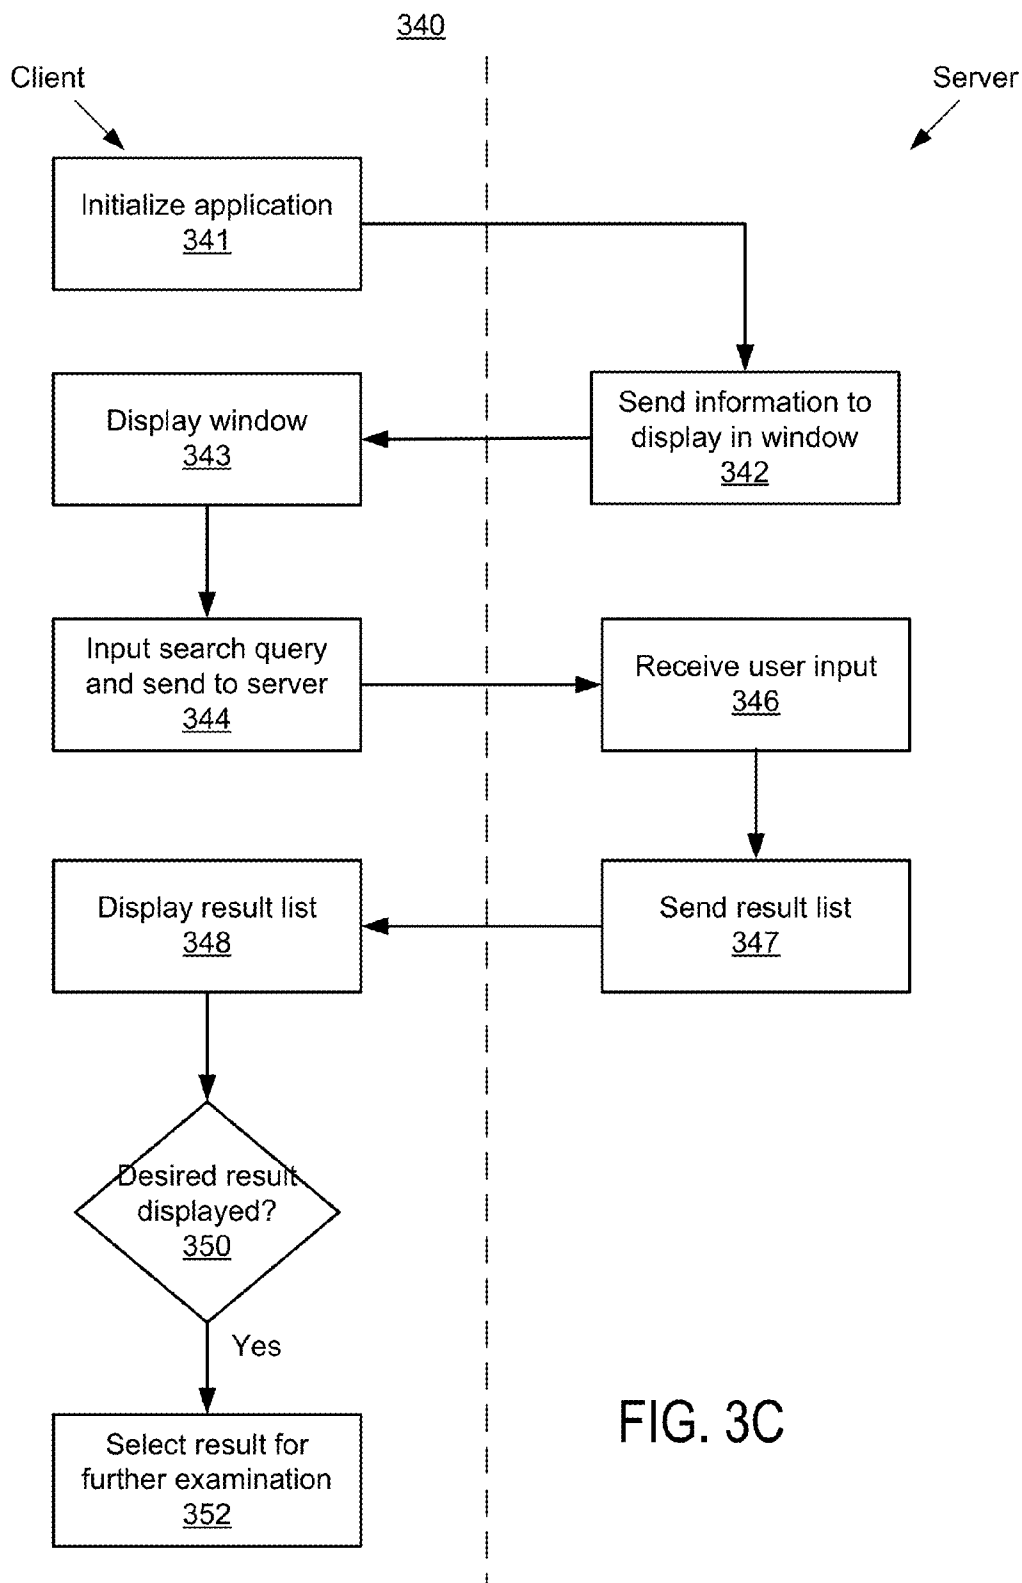 340
Client
Server
Initialize application
341
Send information to
display in window
342
Display window
343
Input search query
and send to server
344
Receive user input
346
Send result list
347
Display result list
348
Desired result
displayed?
350
Yes
Select result for
further examination
352
FIG. 3C